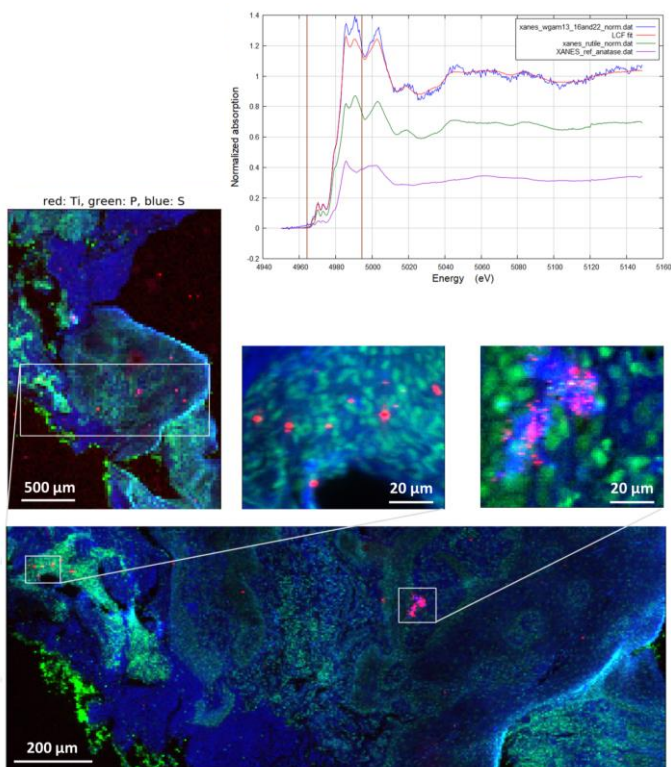 xanes_wgam13_16and22_norm.dat
LCF fit
xanes_rutile_norm.dat
XANES_ref_anatase.dat
1.4
1.2
1
0.8
0.6
0.4
0.2
0
-0.2
Normalized absorption
4940 4960 4980 5000 5020 5040 5060 5080 5100 5120 5140 5160
Energy (eV)
red: Ti, green: P, blue: S
500 µm
20 µm
20 µm
200 µm